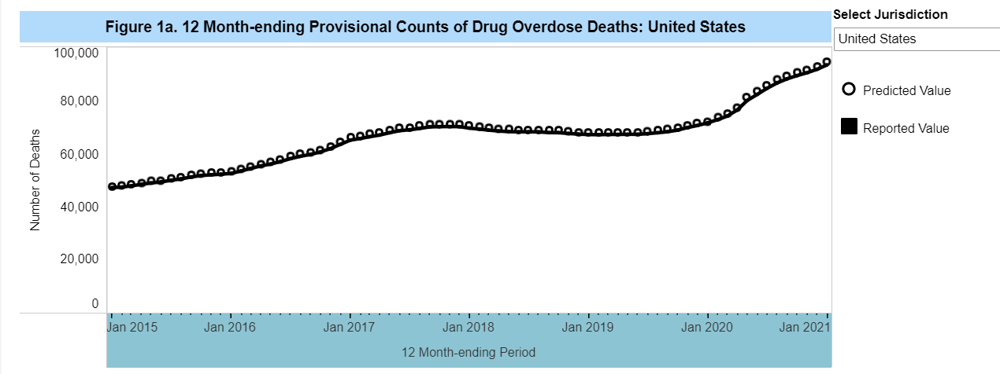 Figure 1a. 12 Month-ending Provisional Counts of Drug Overdose Deaths: United States
Select Jurisdiction
United States
Predicted Value
Reported Value
Number of Deaths
100,000
80,000
60,000
40,000
20,000
0
Jan 2015 Jan 2016 Jan 2017 Jan 2018 Jan 2019 Jan 2020 Jan 2021
12 Month-ending Period